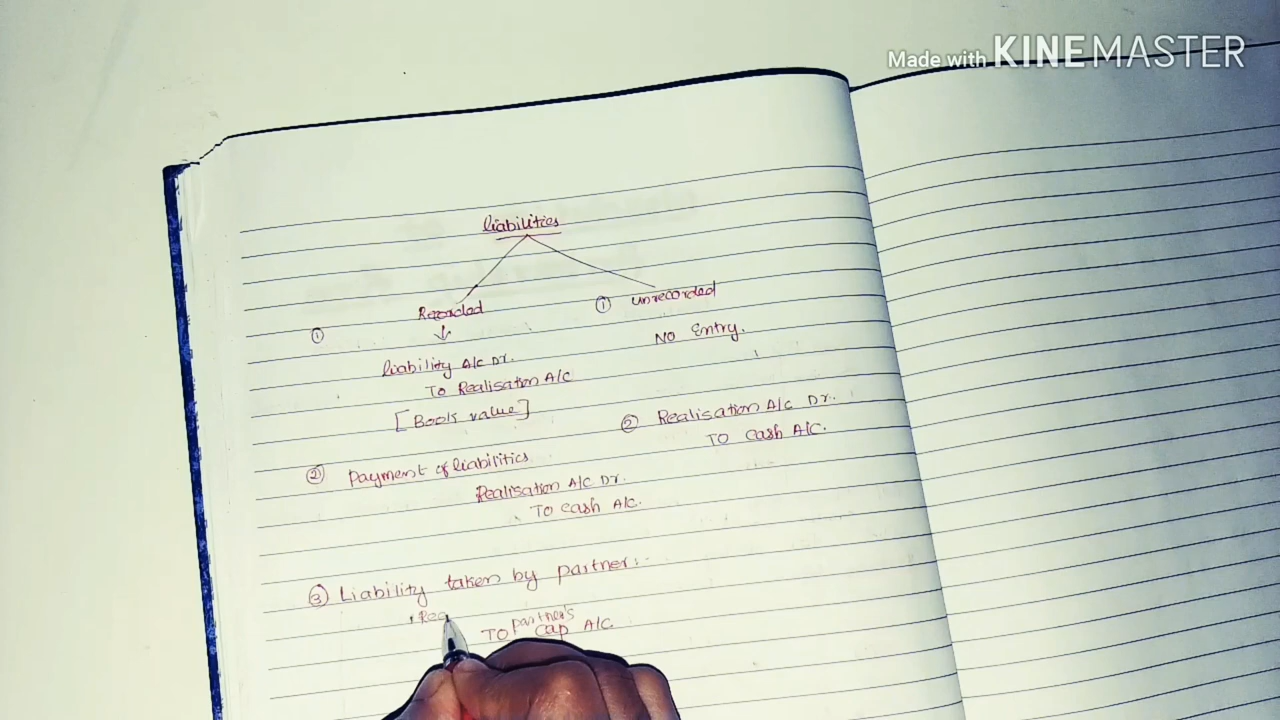 Made with KINEMASTER
Liabilities
① Recorded
Liability A/c Dr.
To Realisation A/c
[Book value]
① unrecorded
No Entry.
② Realisation A/c Dr.
To cash A/c.
② Payment of liabilities
Realisation A/c Dr.
To cash A/c.
③ Liability taken by partner:-
Rea
To partner's cap A/c